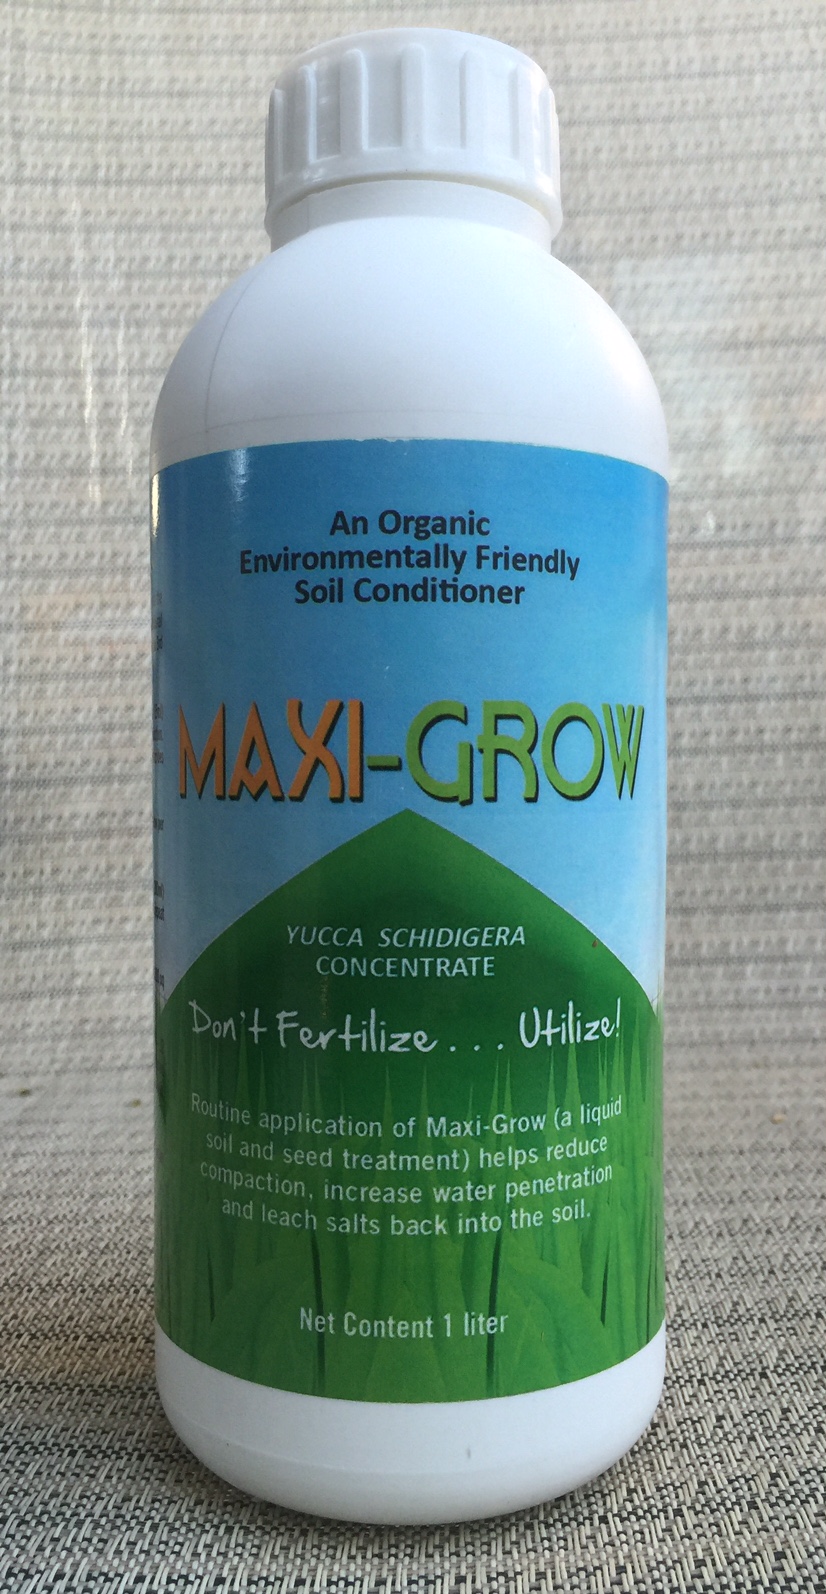 An Organic
Environmentally Friendly
Soil Conditioner
MAXI-GROW
YUCCA SCHIDIGERA
CONCENTRATE
Don't Fertilize . . . Utilize!
Routine application of Maxi-Grow (a liquid
soil and seed treatment) helps reduce
compaction, increase water penetration
and leach salts back into the soil.
Net Content 1 liter